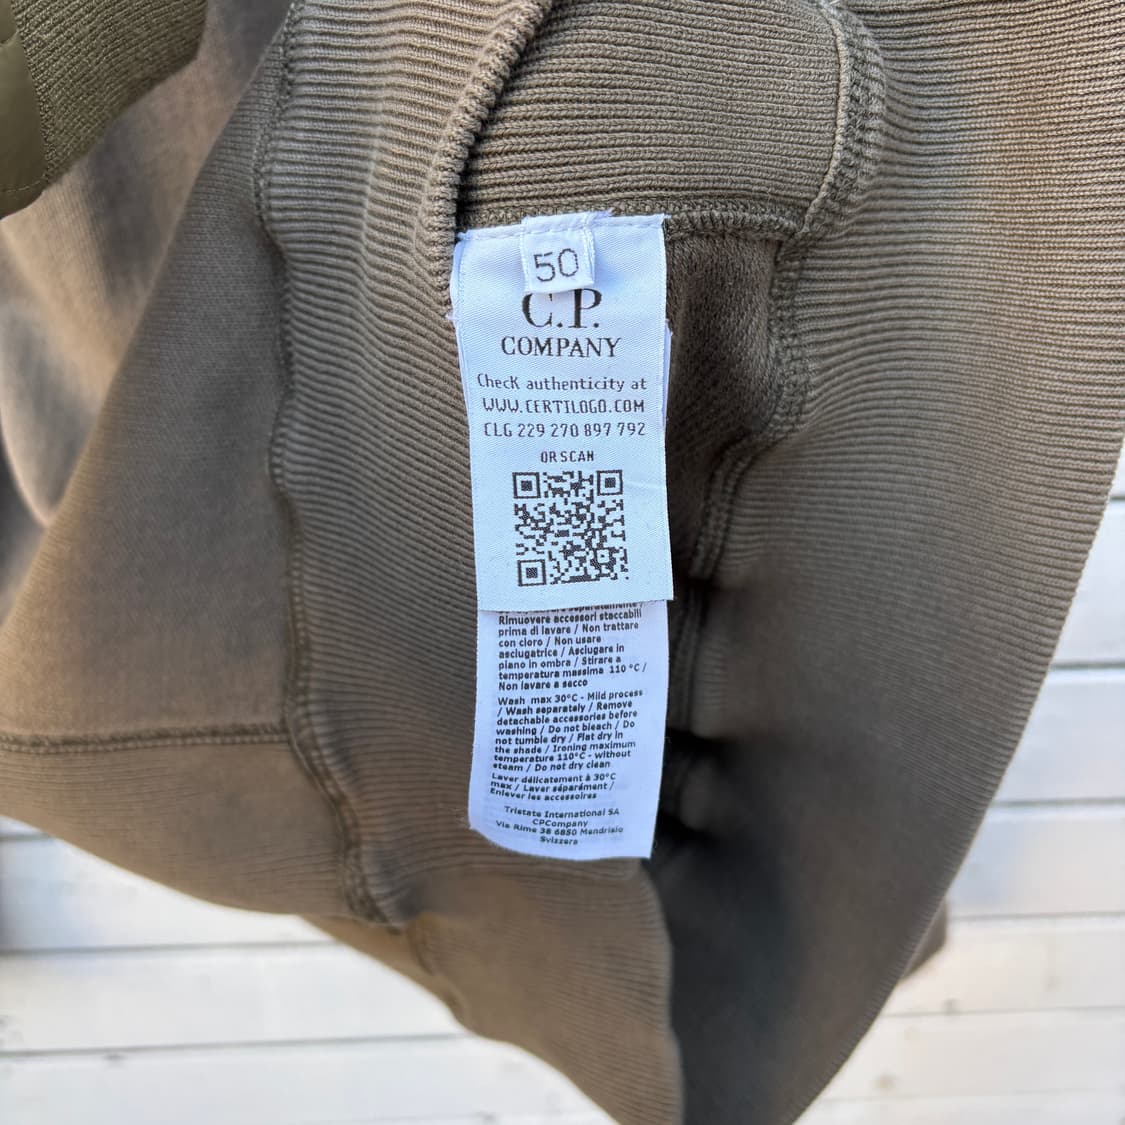 50
C.P.
COMPANY
Check authenticity at
WWW.CERTILOGO.COM
CLG 229 270 897 792
OR SCAN
separatamente /
Rimuovere accessori staccabili
prima di lavare / Non trattare
con cloro / Non usare
asciugatrice / Asciugare in
piano in ombra / Stirare a
temperatura massima 110 °C /
Non lavare a secco
Wash max 30°C - Mild process
/ Wash separately / Remove
detachable accessories before
washing / Do not bleach / Do
not tumble dry / Flat dry in
the shade / Ironing maximum
temperature 110°C - without
steam / Do not dry clean
Laver délicatement à 30°C
max / Laver séparément /
Enlever les accessoires
Tristate International SA
CPCompany
Via Rime 38 6850 Mendrisio
Svizzera